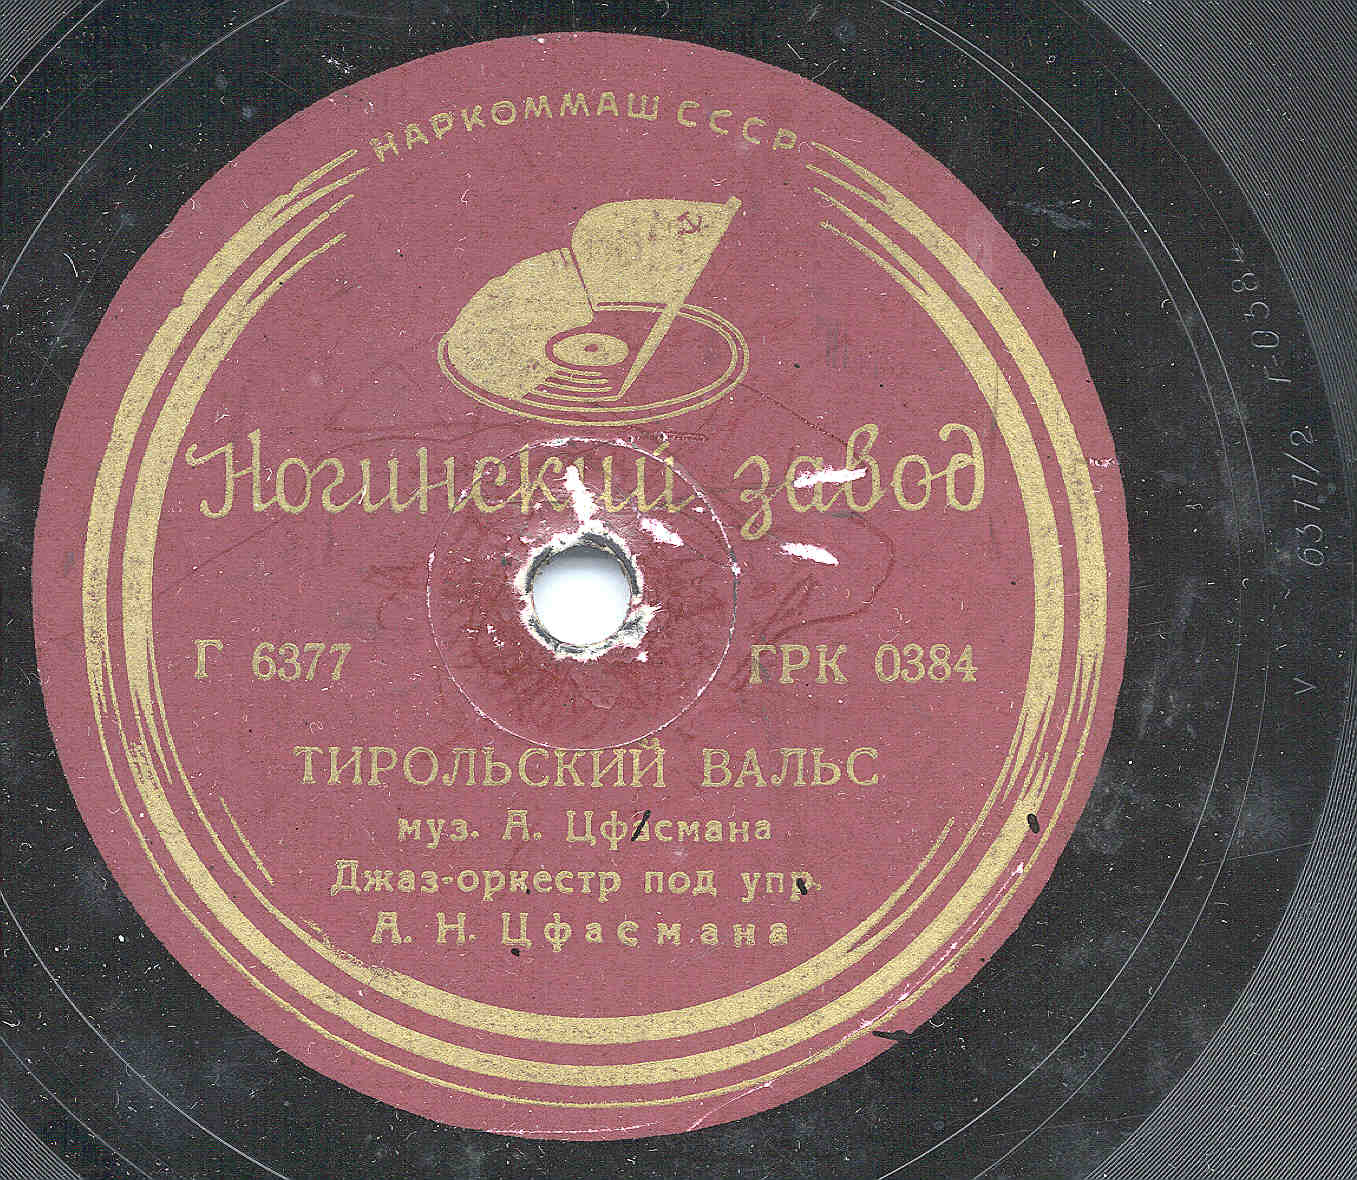 НАРКОММАШ СССР
Ногинский завод
Г 6377 ГРК 0384
ТИРОЛЬСКИЙ ВАЛЬС
муз. А. Цфасмана
Джаз-оркестр под упр.
А. Н. Цфасмана
Г-0384
6377/2
V